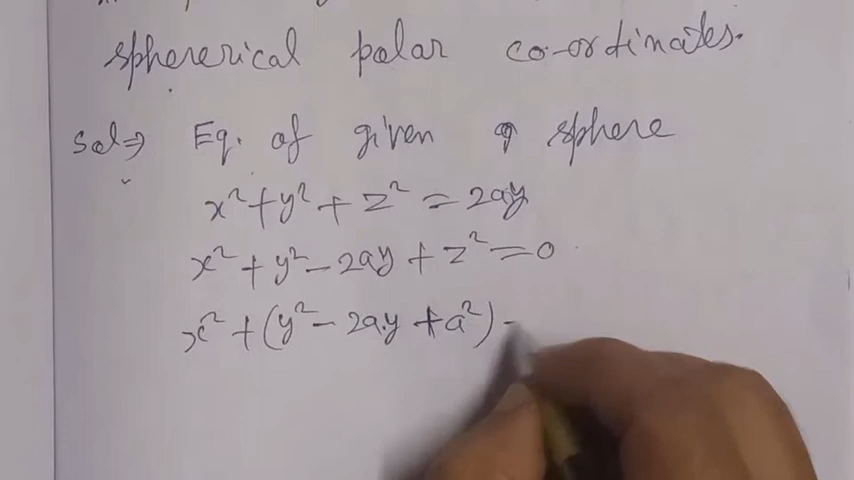 sphererical polar co-ordinates.
Sol⇒ Eq. of given sphere
x²+y²+z²=2ay
x²+y²-2ay+z²=0
x²+(y²-2ay+a²)-